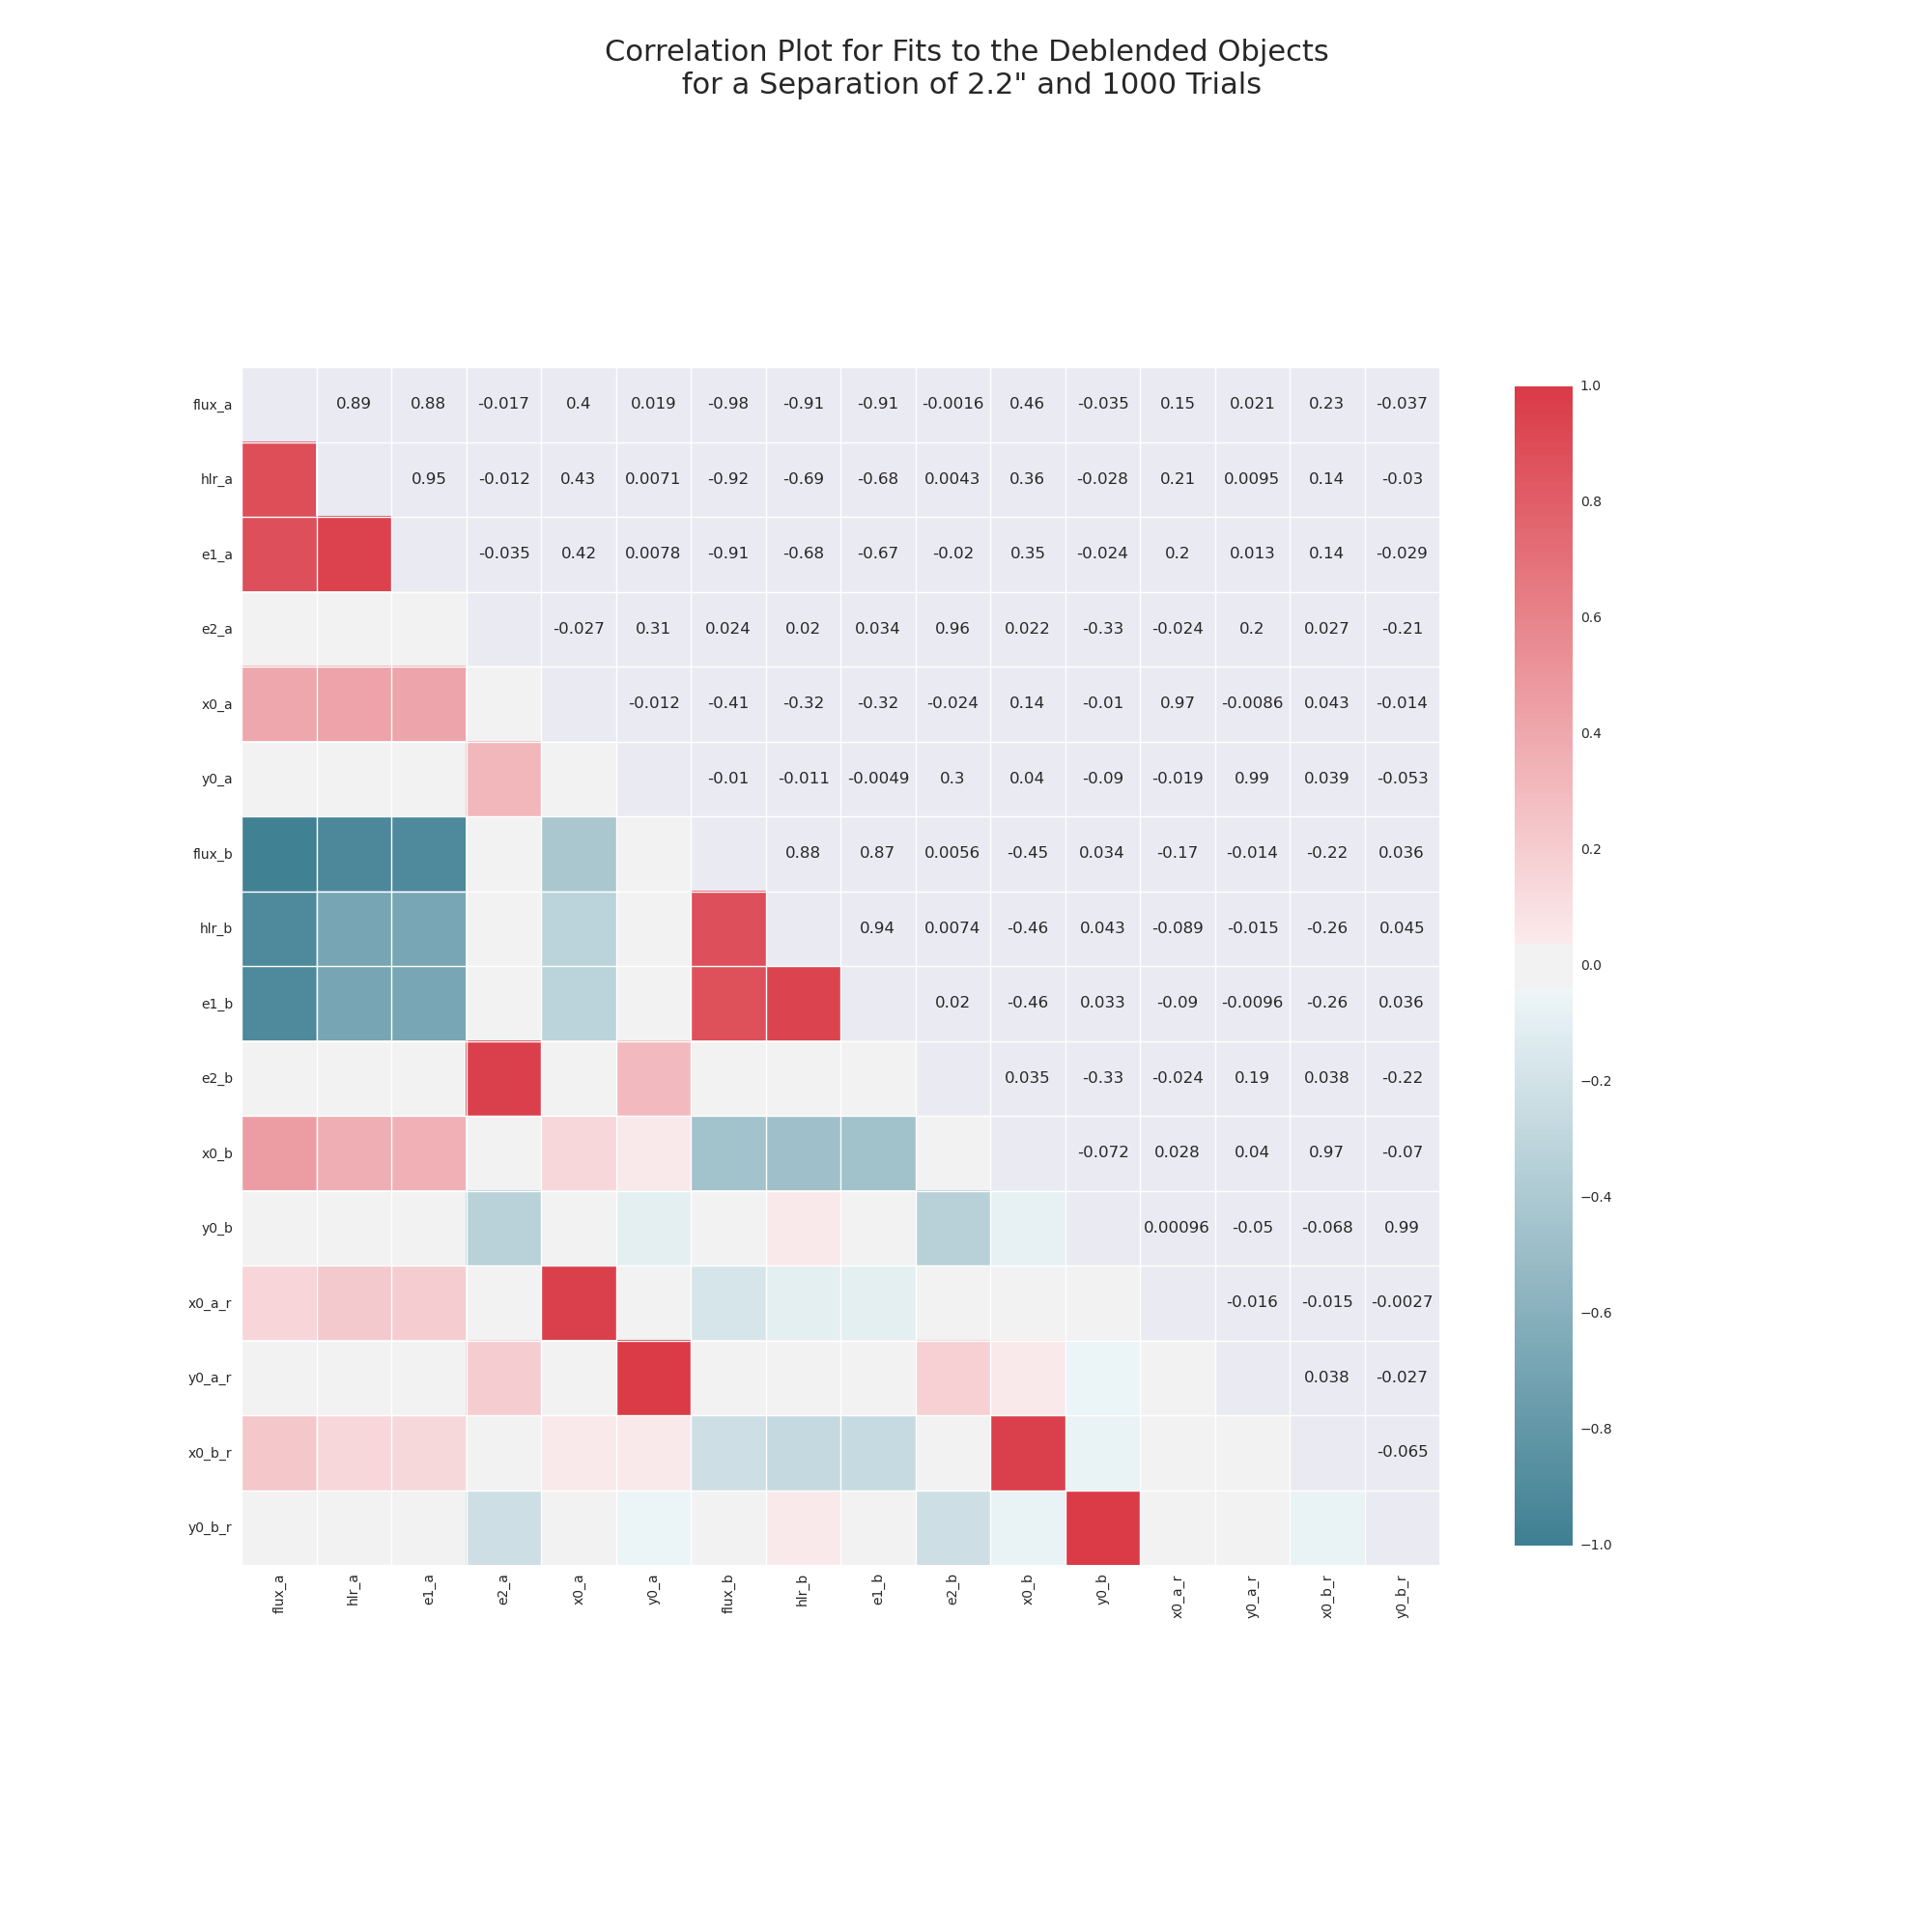 Correlation Plot for Fits to the Deblended Objects
for a Separation of 2.2" and 1000 Trials
flux_a 0.89 0.88 -0.017 0.4 0.019 -0.98 -0.91 -0.91 -0.0016 0.46 -0.035 0.15 0.021 0.23 -0.037
hlr_a 0.95 -0.012 0.43 0.0071 -0.92 -0.69 -0.68 0.0043 0.36 -0.028 0.21 0.0095 0.14 -0.03
e1_a -0.035 0.42 0.0078 -0.91 -0.68 -0.67 -0.02 0.35 -0.024 0.2 0.013 0.14 -0.029
e2_a -0.027 0.31 0.024 0.02 0.034 0.96 0.022 -0.33 -0.024 0.2 0.027 -0.21
x0_a -0.012 -0.41 -0.32 -0.32 -0.024 0.14 -0.01 0.97 -0.0086 0.043 -0.014
y0_a -0.01 -0.011 -0.0049 0.3 0.04 -0.09 -0.019 0.99 0.039 -0.053
flux_b 0.88 0.87 0.0056 -0.45 0.034 -0.17 -0.014 -0.22 0.036
hlr_b 0.94 0.0074 -0.46 0.043 -0.089 -0.015 -0.26 0.045
e1_b 0.02 -0.46 0.033 -0.09 -0.0096 -0.26 0.036
e2_b 0.035 -0.33 -0.024 0.19 0.038 -0.22
x0_b -0.072 0.028 0.04 0.97 -0.07
y0_b 0.00096 -0.05 -0.068 0.99
x0_a_r -0.016 -0.015 -0.0027
y0_a_r 0.038 -0.027
x0_b_r -0.065
y0_b_r
flux_a hlr_a e1_a e2_a x0_a y0_a flux_b hlr_b e1_b e2_b x0_b y0_b x0_a_r y0_a_r x0_b_r y0_b_r
1.0
0.8
0.6
0.4
0.2
0.0
−0.2
−0.4
−0.6
−0.8
−1.0